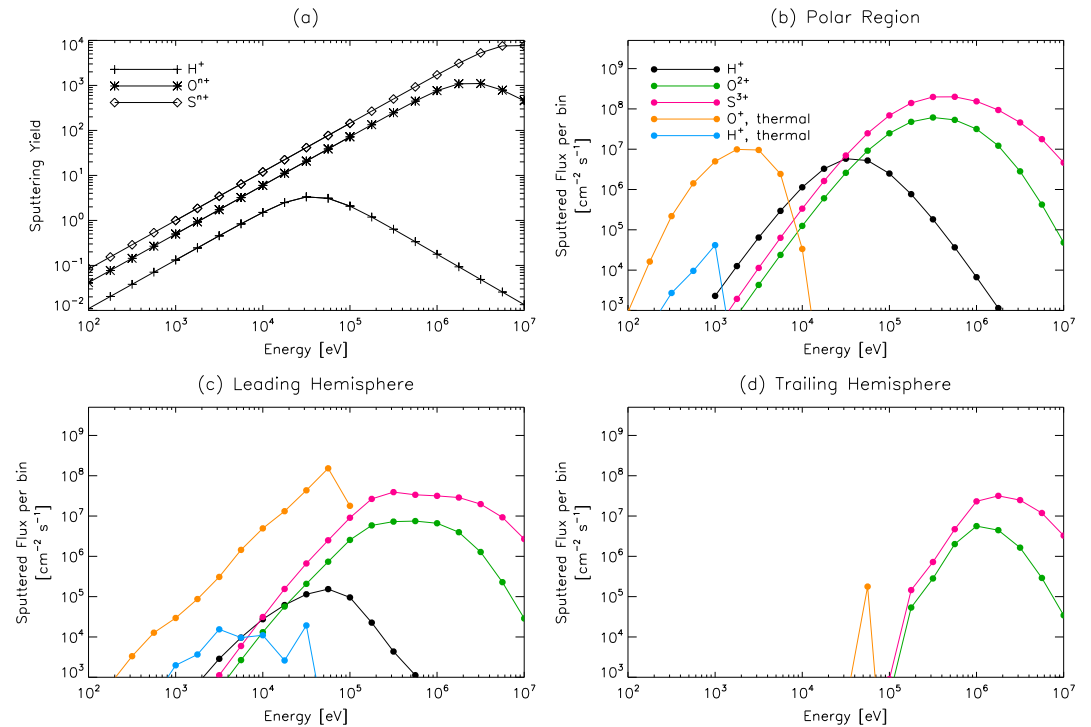 (a)
Sputtering Yield
10⁴
10³
10²
10¹
10⁰
10⁻¹
10⁻²
H⁺
Oⁿ⁺
Sⁿ⁺
10² 10³ 10⁴ 10⁵ 10⁶ 10⁷
Energy [eV]
(b) Polar Region
Sputtered Flux per bin
[cm⁻² s⁻¹]
10⁹
10⁸
10⁷
10⁶
10⁵
10⁴
10³
H⁺
O²⁺
S³⁺
O⁺, thermal
H⁺, thermal
10² 10³ 10⁴ 10⁵ 10⁶ 10⁷
Energy [eV]
(c) Leading Hemisphere
Sputtered Flux per bin
[cm⁻² s⁻¹]
10⁹
10⁸
10⁷
10⁶
10⁵
10⁴
10³
10² 10³ 10⁴ 10⁵ 10⁶ 10⁷
Energy [eV]
(d) Trailing Hemisphere
Sputtered Flux per bin
[cm⁻² s⁻¹]
10⁹
10⁸
10⁷
10⁶
10⁵
10⁴
10³
10² 10³ 10⁴ 10⁵ 10⁶ 10⁷
Energy [eV]